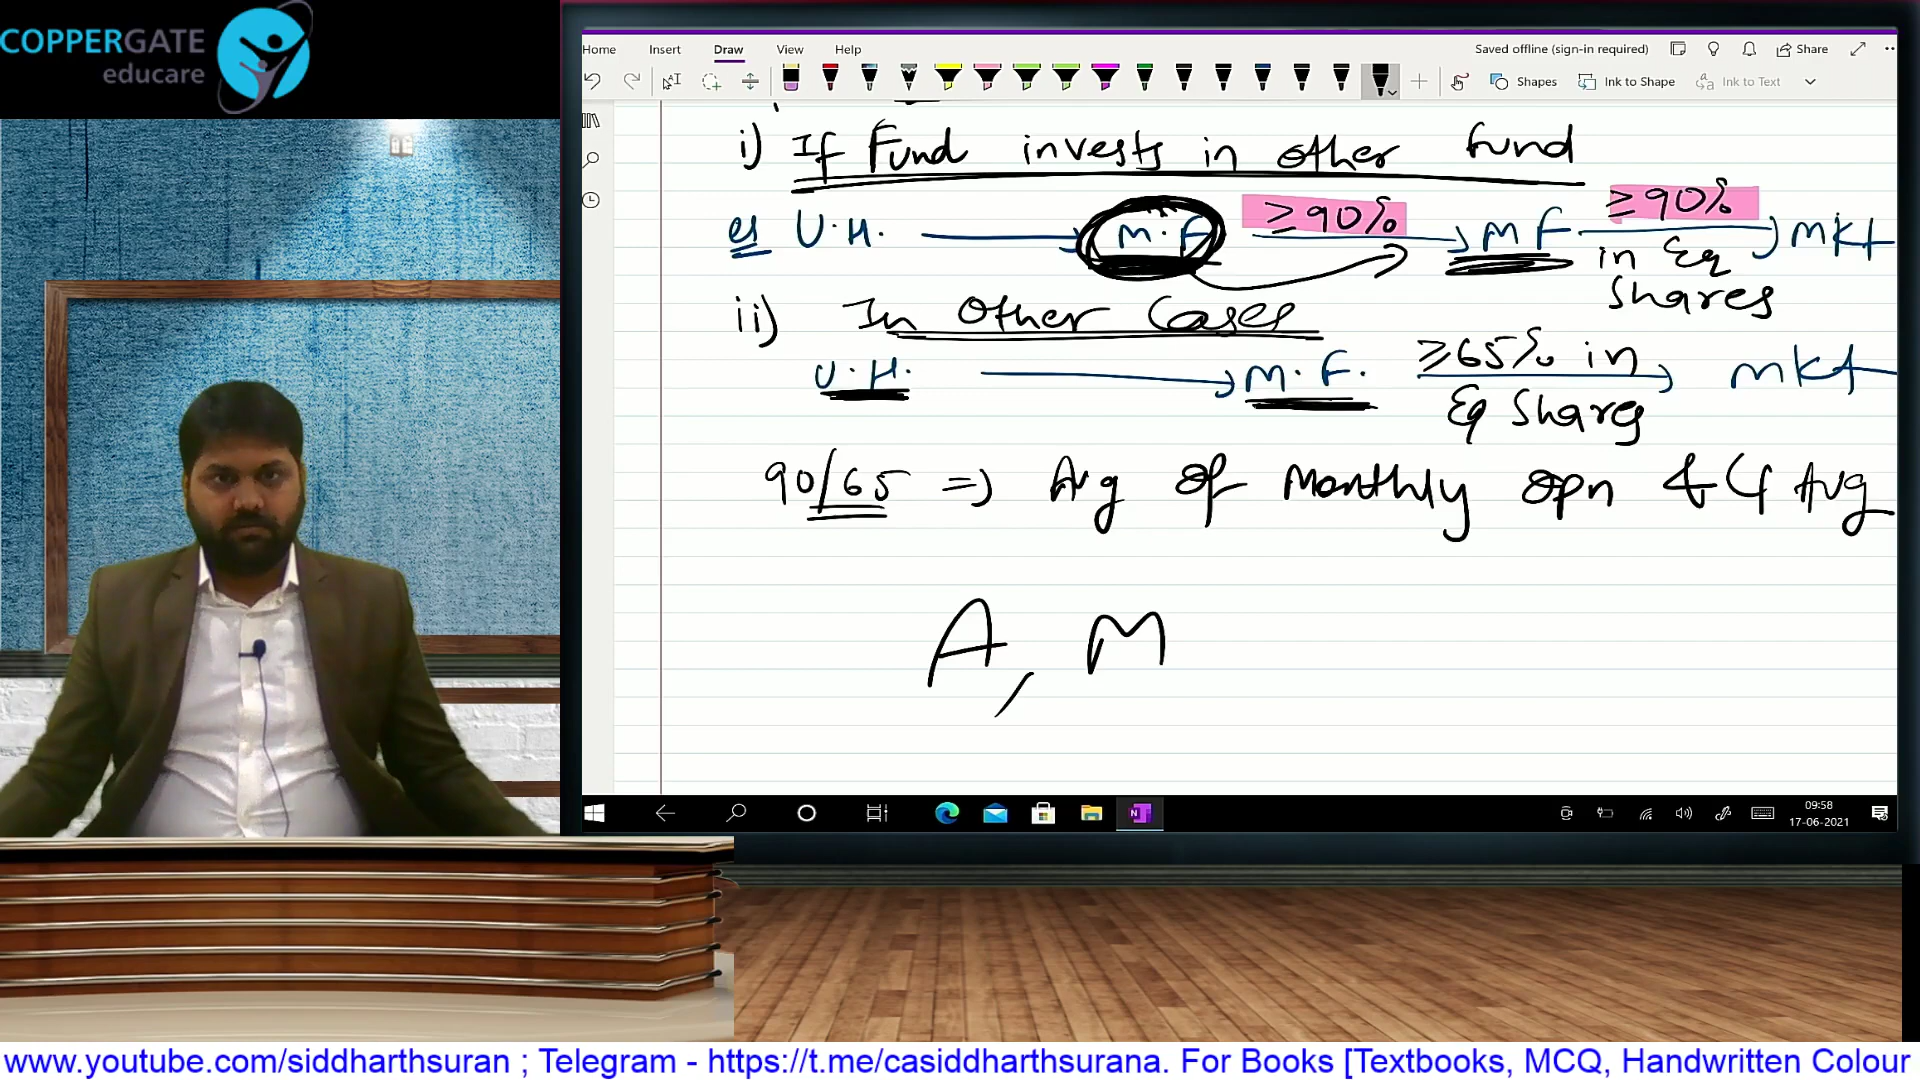 COPPERGATE
educare
Home Insert Draw View Help Saved offline (sign-in required) Share
Shapes Ink to Shape Ink to Text
i) If Fund invests in other fund
eg U.H. M.F ≥90% MF ≥90% mkt
in Eq
Shares
ii) In Other Cases
U.H. M.F. ≥65% in mkt
Eq Shares
90/65 => Avg of Monthly opn & Cl Avg
A, M
09:58
17-06-2021
www.youtube.com/siddharthsuran ; Telegram - https://t.me/casiddharthsurana. For Books [Textbooks, MCQ, Handwritten Colour